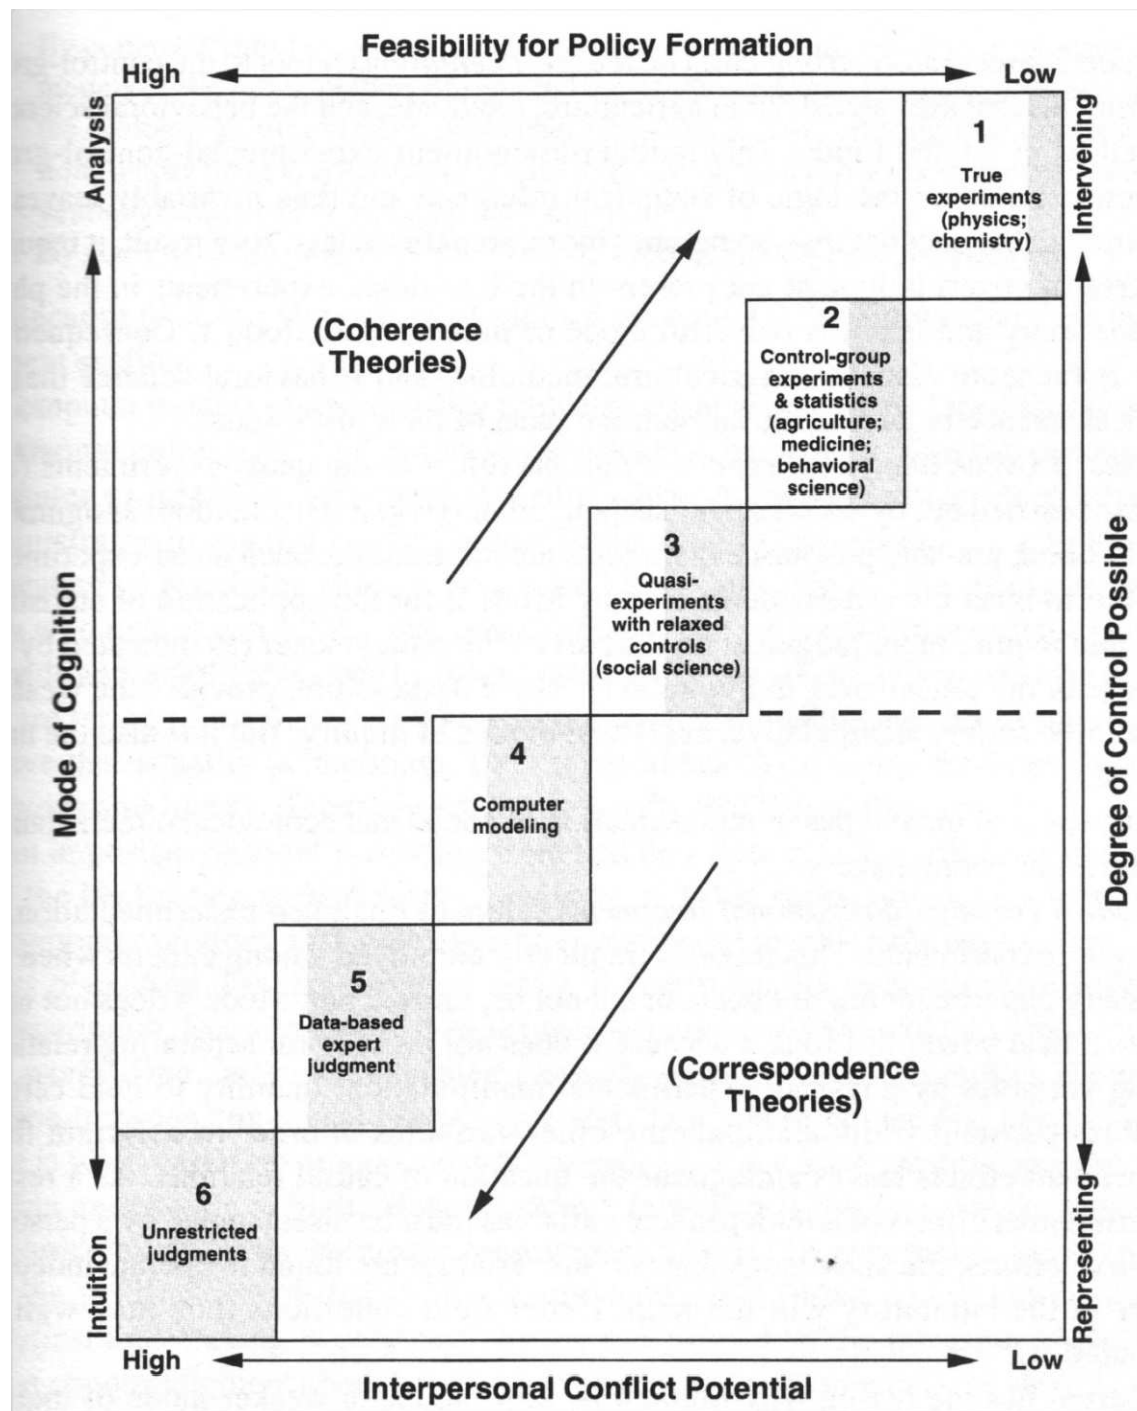 Feasibility for Policy Formation
High
Low
Analysis
Intervening
1
True
experiments
(physics;
chemistry)
(Coherence
Theories)
2
Control-group
experiments
& statistics
(agriculture;
medicine;
behavioral
science)
3
Quasi-
experiments
with relaxed
controls
(social science)
Mode of Cognition
Degree of Control Possible
4
Computer
modeling
5
Data-based
expert
judgment
(Correspondence
Theories)
6
Unrestricted
judgments
Intuition
Representing
High
Low
Interpersonal Conflict Potential